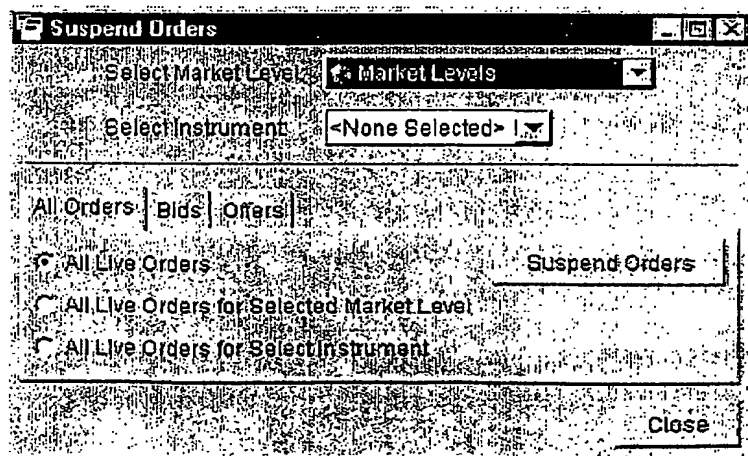 Suspend Orders
Select Market Level: Market Levels
Select Instrument: <None Selected>
All Orders Bids Offers
All Live Orders
Suspend Orders
All Live Orders for Selected Market Level
All Live Orders for Select Instrument
Close